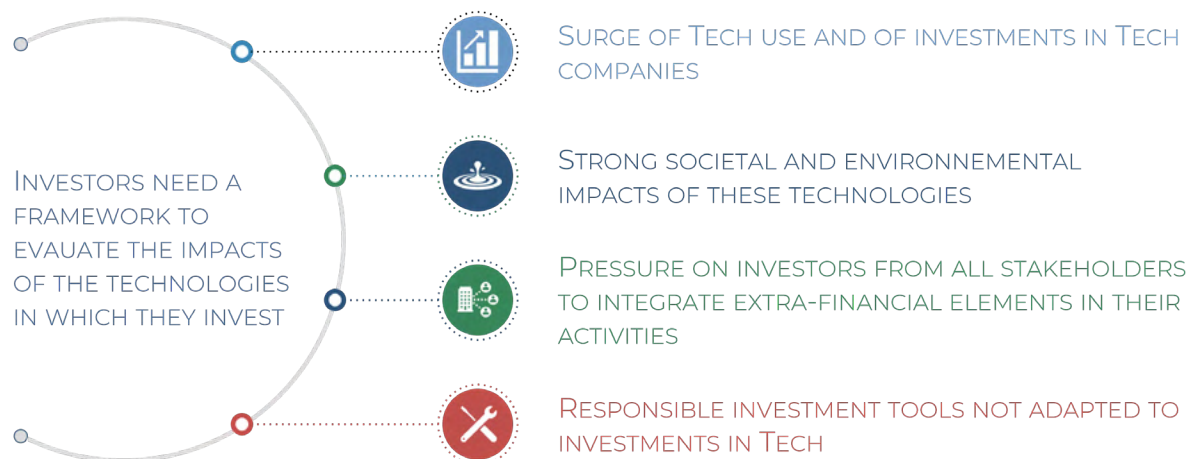 Investors need a
framework to
evauate the impacts
of the technologies
in which they invest
Surge of Tech use and of investments in Tech
companies
Strong societal and environnemental
impacts of these technologies
Pressure on investors from all stakeholders
to integrate extra-financial elements in their
activities
Responsible investment tools not adapted to
investments in Tech